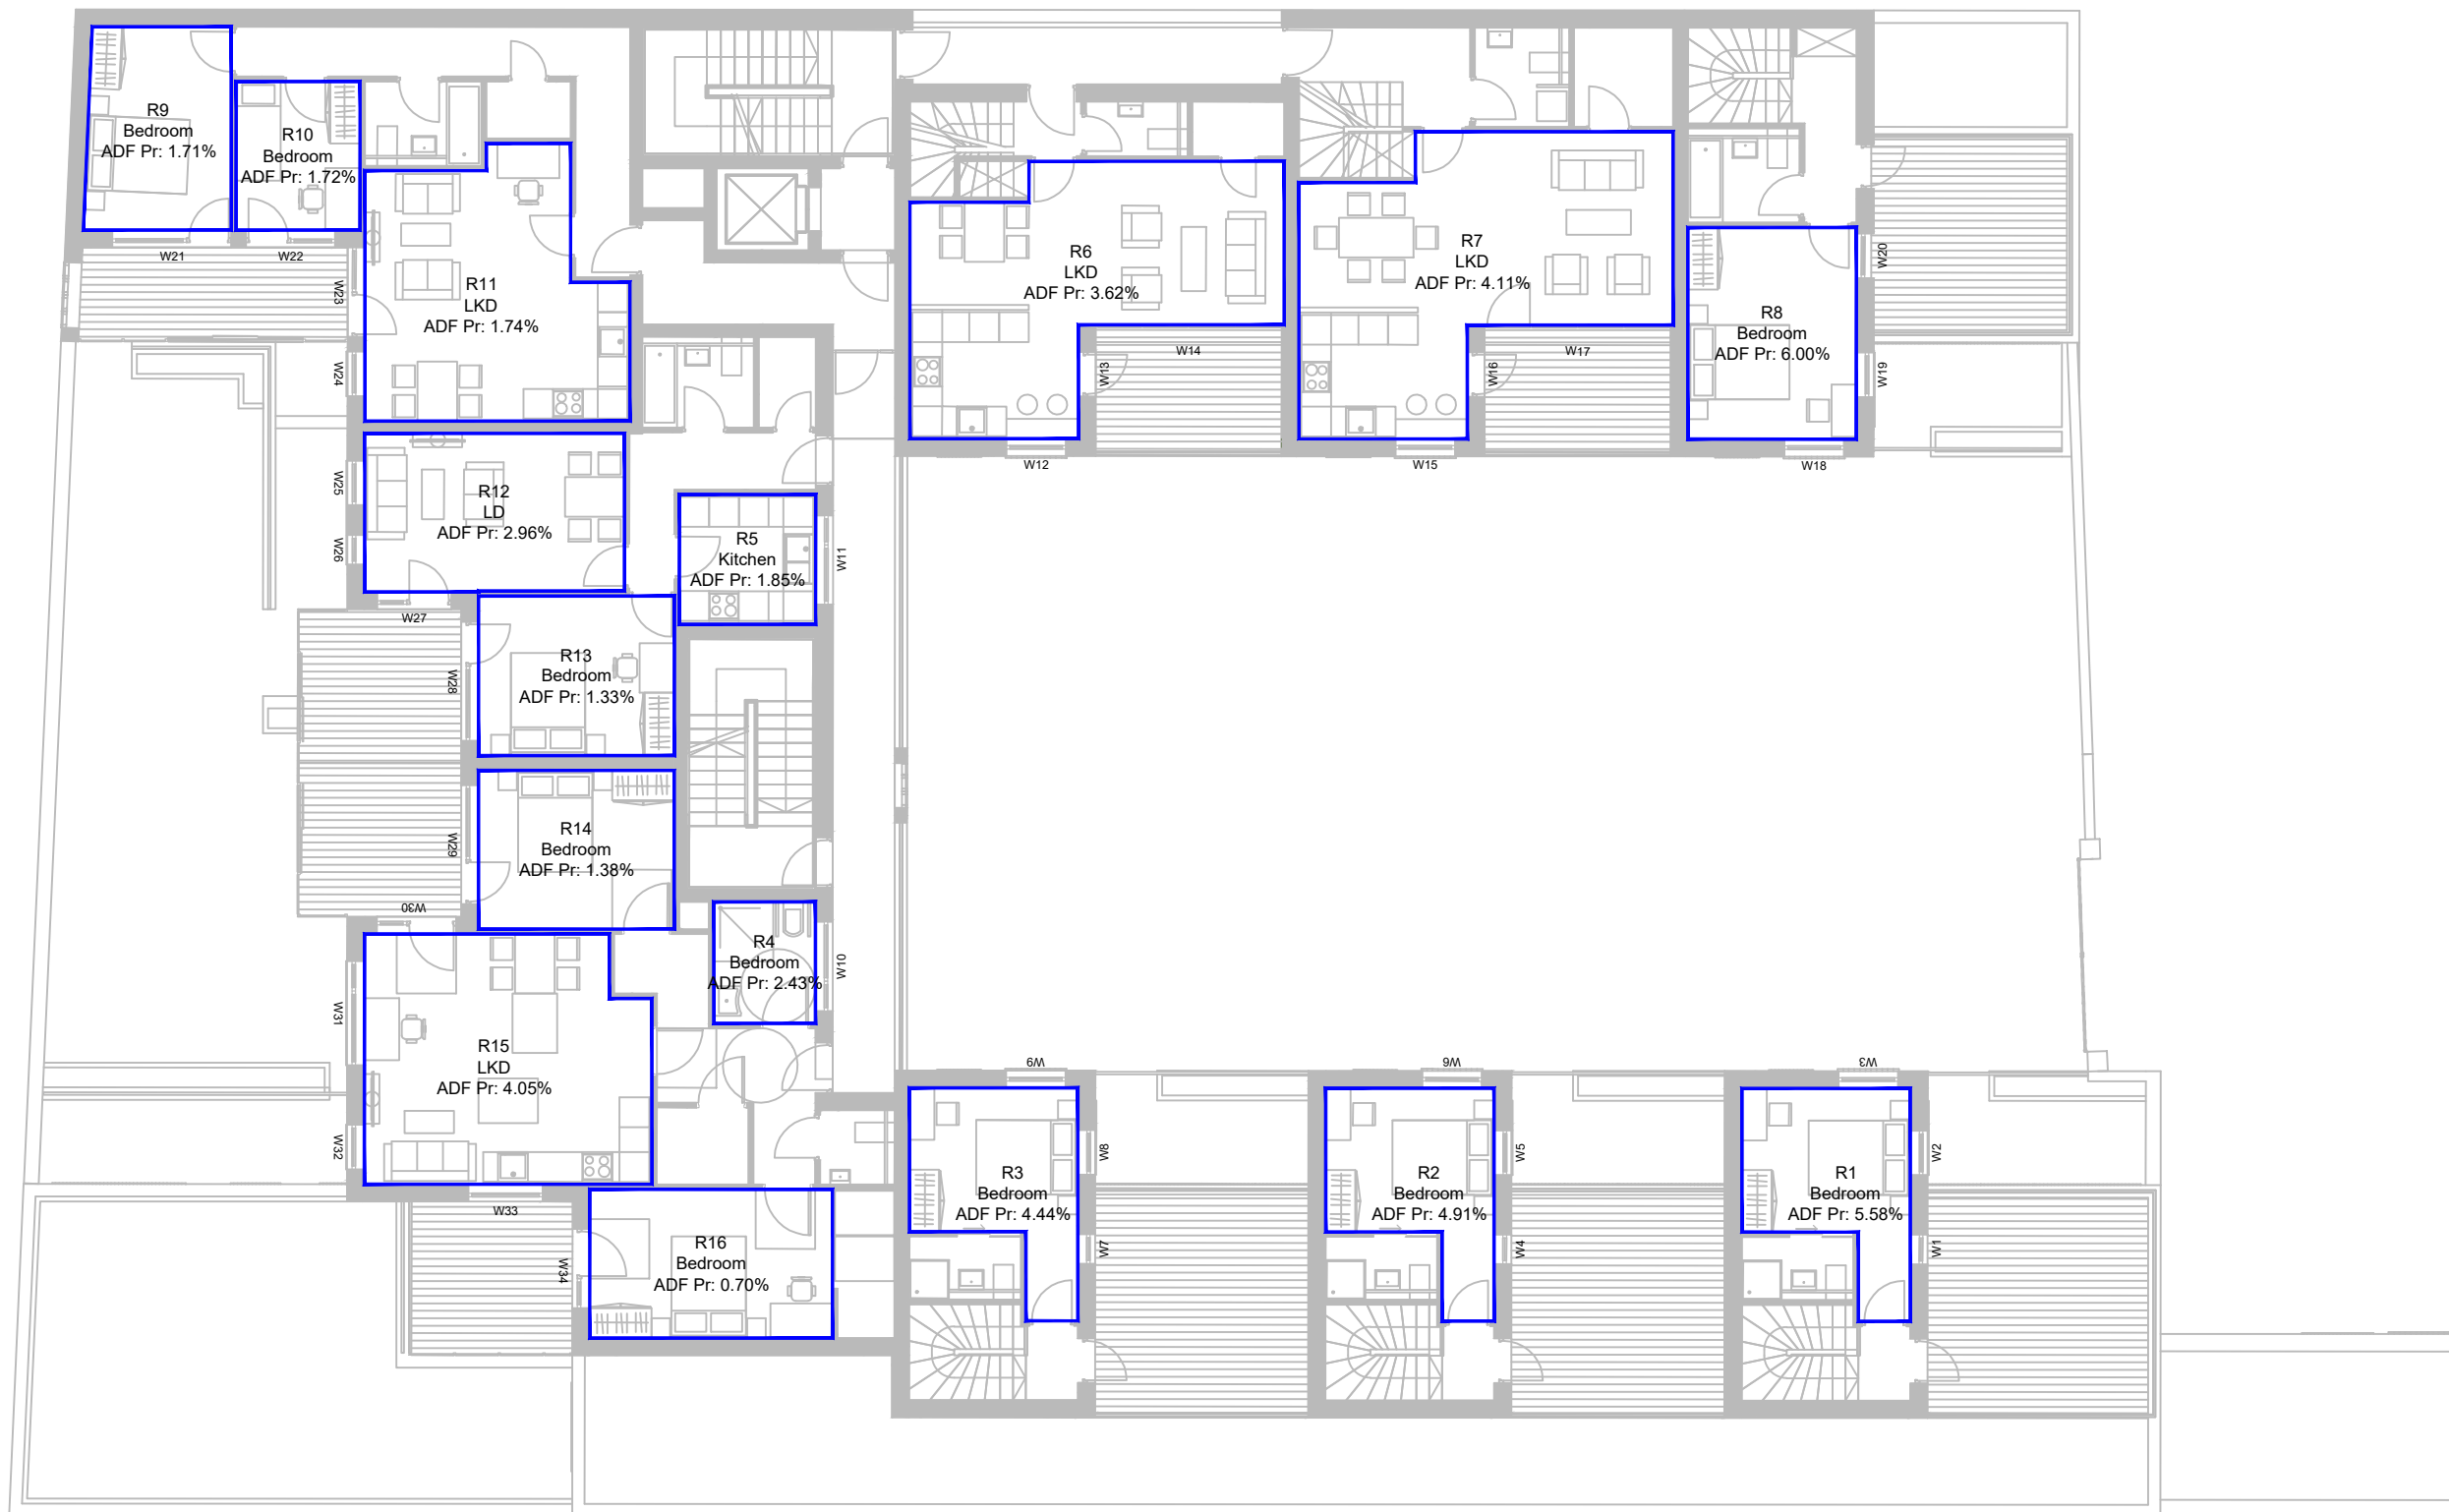 R9
Bedroom
ADF Pr: 1.71%
R10
Bedroom
ADF Pr: 1.72%
W21
W22
W23
R11
LKD
ADF Pr: 1.74%
W24
R6
LKD
ADF Pr: 3.62%
W14
W13
W12
R7
LKD
ADF Pr: 4.11%
W17
W16
W15
R8
Bedroom
ADF Pr: 6.00%
W20
W19
W18
R12
LD
ADF Pr: 2.96%
W25
W26
W27
R5
Kitchen
ADF Pr: 1.85%
W11
R13
Bedroom
ADF Pr: 1.33%
W28
R14
Bedroom
ADF Pr: 1.38%
W29
W30
R4
Bedroom
ADF Pr: 2.43%
W10
R15
LKD
ADF Pr: 4.05%
W31
W32
W33
R16
Bedroom
ADF Pr: 0.70%
W34
W9
R3
Bedroom
ADF Pr: 4.44%
W8
W7
W6
R2
Bedroom
ADF Pr: 4.91%
W5
W4
W3
R1
Bedroom
ADF Pr: 5.58%
W2
W1